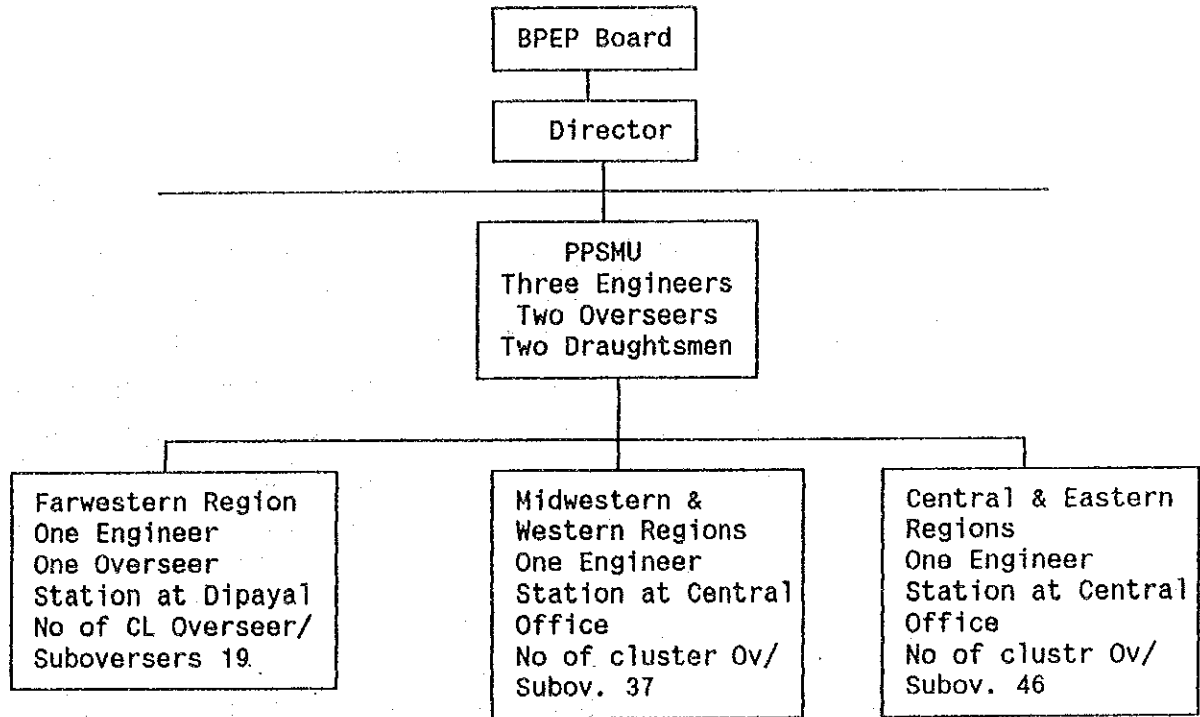 BPEP Board
Director
PPSMU
Three Engineers
Two Overseers
Two Draughtsmen
Farwestern Region
One Engineer
One Overseer
Station at Dipayal
No of CL Overseer/
Suboversers 19
Midwestern &
Western Regions
One Engineer
Station at Central
Office
No of cluster Ov/
Subov. 37
Central & Eastern
Regions
One Engineer
Station at Central
Office
No of clustr Ov/
Subov. 46